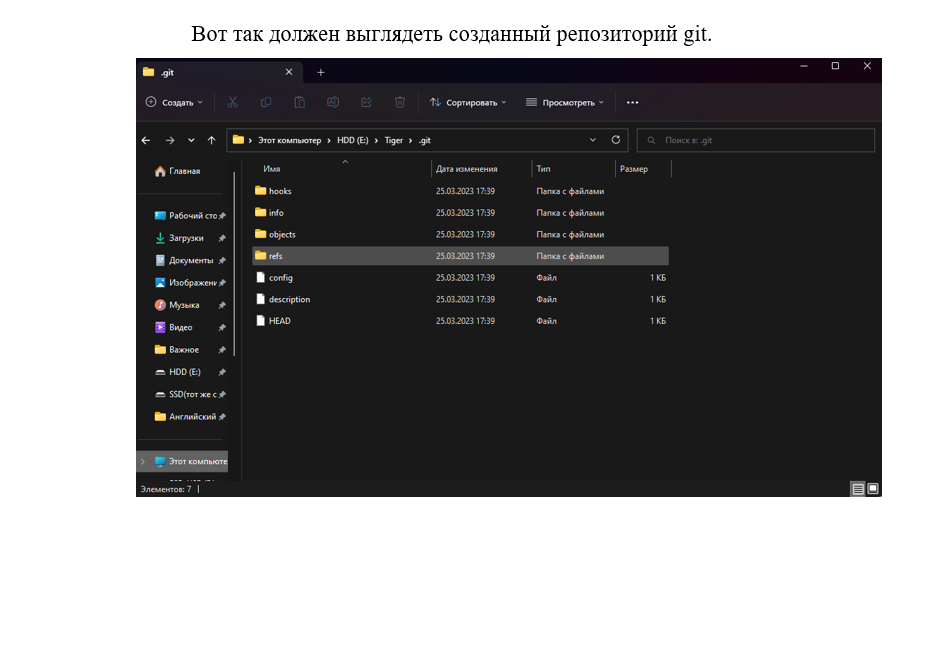 Вот так должен выглядеть созданный репозиторий git.
.git
Создать
Сортировать
Просмотреть
Этот компьютер > HDD (E:) > Tiger > .git
Поиск в: .git
Главная
Рабочий сто
Загрузки
Документы
Изображени
Музыка
Видео
Важное
HDD (E:)
SSD(тот же с
Английский
Этот компьюте
Имя Дата изменения Тип Размер
hooks 25.03.2023 17:39 Папка с файлами
info 25.03.2023 17:39 Папка с файлами
objects 25.03.2023 17:39 Папка с файлами
refs 25.03.2023 17:39 Папка с файлами
config 25.03.2023 17:39 Файл 1 КБ
description 25.03.2023 17:39 Файл 1 КБ
HEAD 25.03.2023 17:39 Файл 1 КБ
Элементов: 7